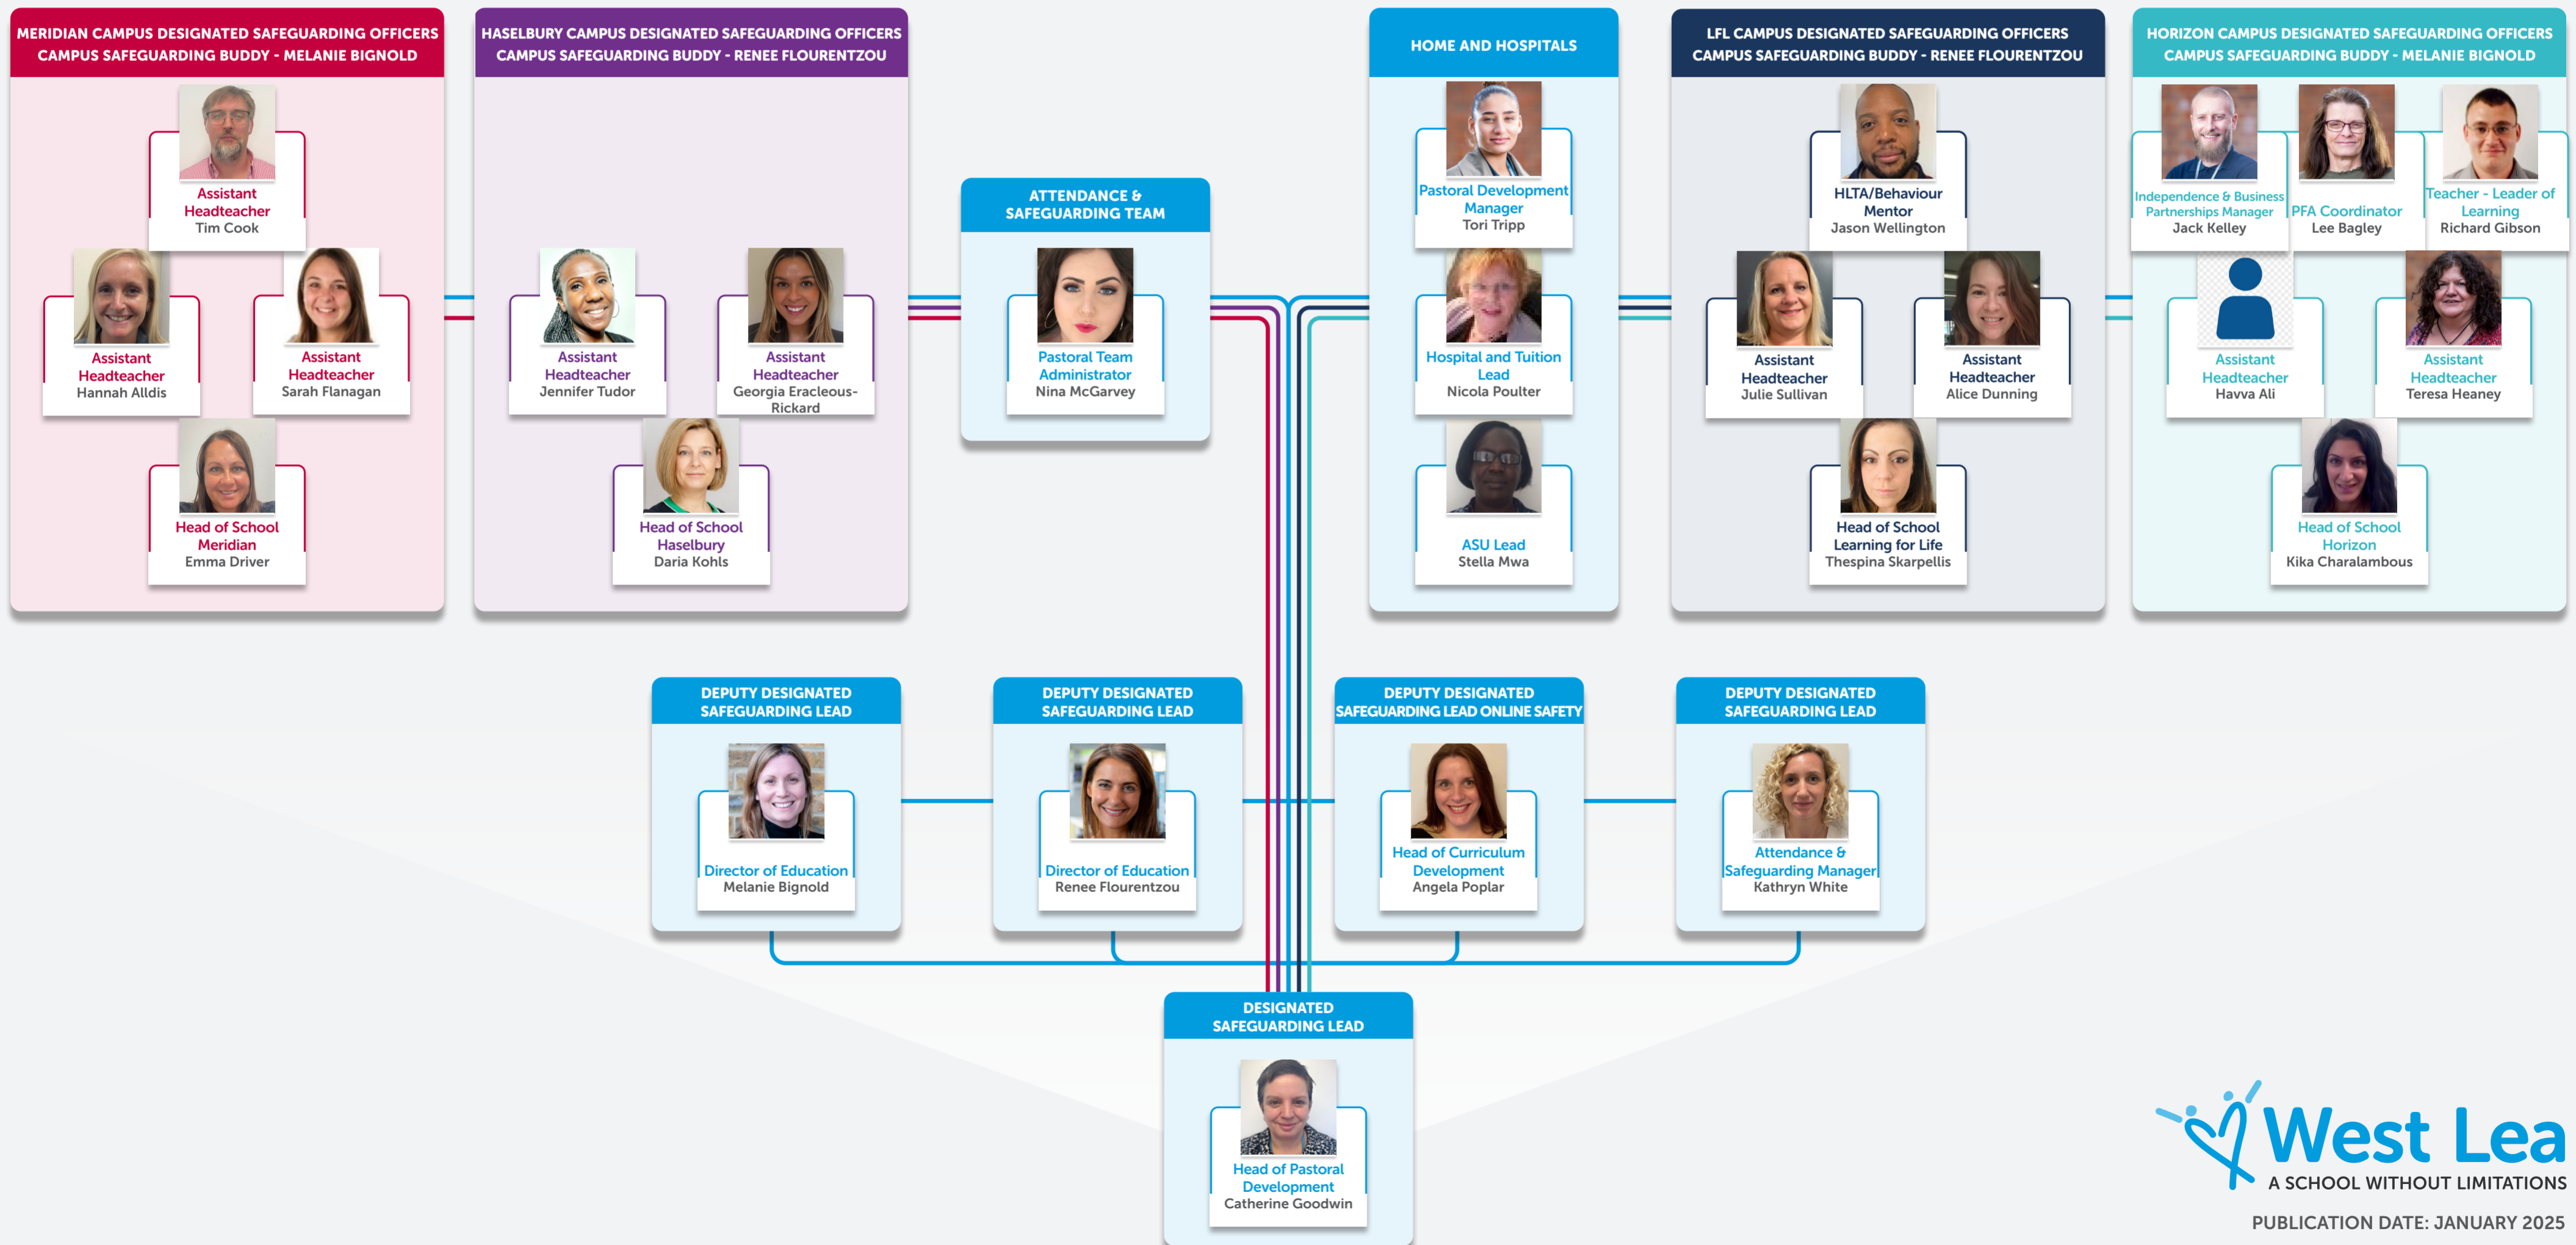 MERIDIAN CAMPUS DESIGNATED SAFEGUARDING OFFICERS
CAMPUS SAFEGUARDING BUDDY - MELANIE BIGNOLD
Assistant
Headteacher
Tim Cook
Assistant
Headteacher
Hannah Alldis
Assistant
Headteacher
Sarah Flanagan
Head of School
Meridian
Emma Driver
HASELBURY CAMPUS DESIGNATED SAFEGUARDING OFFICERS
CAMPUS SAFEGUARDING BUDDY - RENEE FLOURENTZOU
Assistant
Headteacher
Jennifer Tudor
Assistant
Headteacher
Georgia Eracleous-
Rickard
Head of School
Haselbury
Daria Kohls
ATTENDANCE &
SAFEGUARDING TEAM
Pastoral Team
Administrator
Nina McGarvey
HOME AND HOSPITALS
Pastoral Development
Manager
Tori Tripp
Hospital and Tuition
Lead
Nicola Poulter
ASU Lead
Stella Mwa
LFL CAMPUS DESIGNATED SAFEGUARDING OFFICERS
CAMPUS SAFEGUARDING BUDDY - RENEE FLOURENTZOU
HLTA/Behaviour
Mentor
Jason Wellington
Assistant
Headteacher
Julie Sullivan
Assistant
Headteacher
Alice Dunning
Head of School
Learning for Life
Thespina Skarpellis
HORIZON CAMPUS DESIGNATED SAFEGUARDING OFFICERS
CAMPUS SAFEGUARDING BUDDY - MELANIE BIGNOLD
Independence & Business
Partnerships Manager
Jack Kelley
PFA Coordinator
Lee Bagley
Teacher - Leader of
Learning
Richard Gibson
Assistant
Headteacher
Havva Ali
Assistant
Headteacher
Teresa Heaney
Head of School
Horizon
Kika Charalambous
DEPUTY DESIGNATED
SAFEGUARDING LEAD
Director of Education
Melanie Bignold
DEPUTY DESIGNATED
SAFEGUARDING LEAD
Director of Education
Renee Flourentzou
DEPUTY DESIGNATED
SAFEGUARDING LEAD ONLINE SAFETY
Head of Curriculum
Development
Angela Poplar
DEPUTY DESIGNATED
SAFEGUARDING LEAD
Attendance &
Safeguarding Manager
Kathryn White
DESIGNATED
SAFEGUARDING LEAD
Head of Pastoral
Development
Catherine Goodwin
West Lea
A SCHOOL WITHOUT LIMITATIONS
PUBLICATION DATE: JANUARY 2025